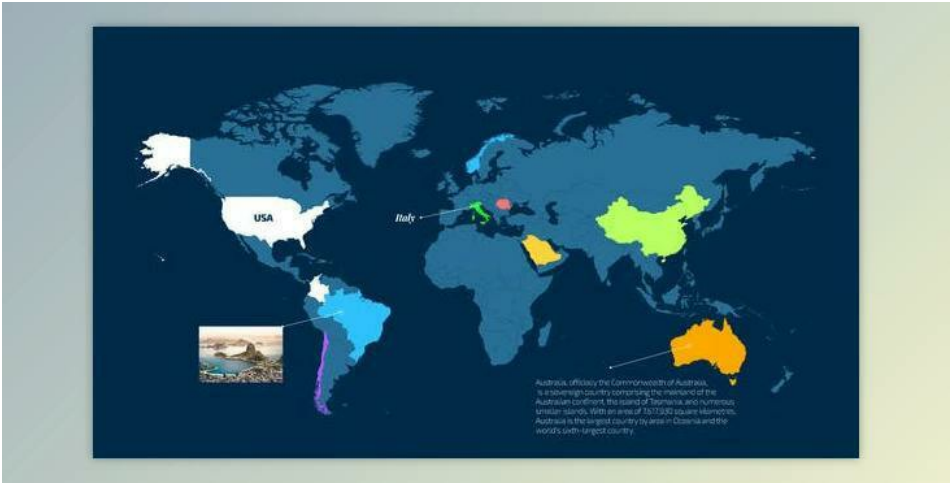 USA
Italy
Australia, officially the Commonwealth of Australia,
is a sovereign country comprising the mainland of the
Australian continent, the island of Tasmania, and numerous
smaller islands. With an area of 7,617,930 square kilometres,
Australia is the largest country by area in Oceania and the
world's sixth-largest country.